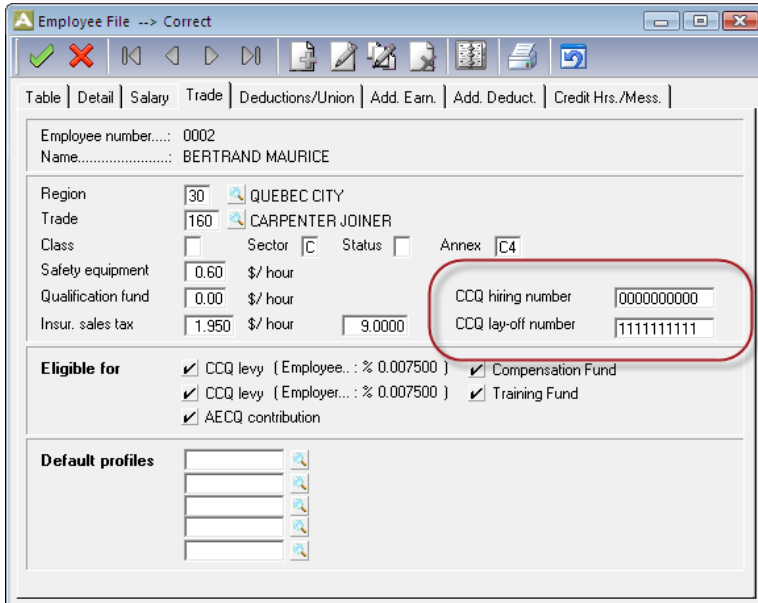 Employee File --> Correct
Table Detail Salary Trade Deductions/Union Add. Earn. Add. Deduct. Credit Hrs./Mess.
Employee number....: 0002
Name......................: BERTRAND MAURICE
Region 30 QUEBEC CITY
Trade 160 CARPENTER JOINER
Class Sector C Status Annex C4
Safety equipment 0.60 $/ hour
Qualification fund 0.00 $/ hour CCQ hiring number 0000000000
Insur. sales tax 1.950 $/ hour 9.0000 CCQ lay-off number 1111111111
Eligible for CCQ levy ( Employee.. : % 0.007500 ) Compensation Fund
CCQ levy ( Employer... : % 0.007500 ) Training Fund
AECQ contribution
Default profiles